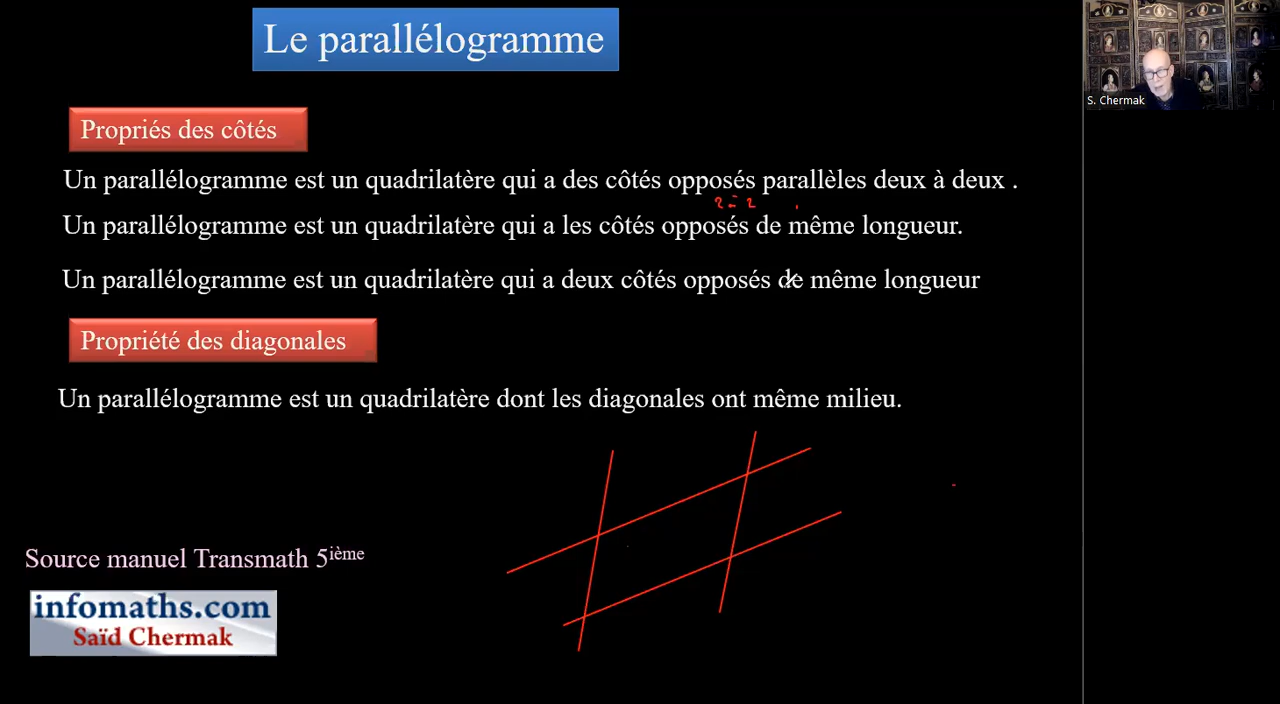 Le parallélogramme
S. Chermak
Propriés des côtés
Un parallélogramme est un quadrilatère qui a des côtés opposés parallèles deux à deux .
2 = 2
Un parallélogramme est un quadrilatère qui a les côtés opposés de même longueur.
Un parallélogramme est un quadrilatère qui a deux côtés opposés de même longueur
Propriété des diagonales
Un parallélogramme est un quadrilatère dont les diagonales ont même milieu.
Source manuel Transmath 5ième
infomaths.com
Saïd Chermak